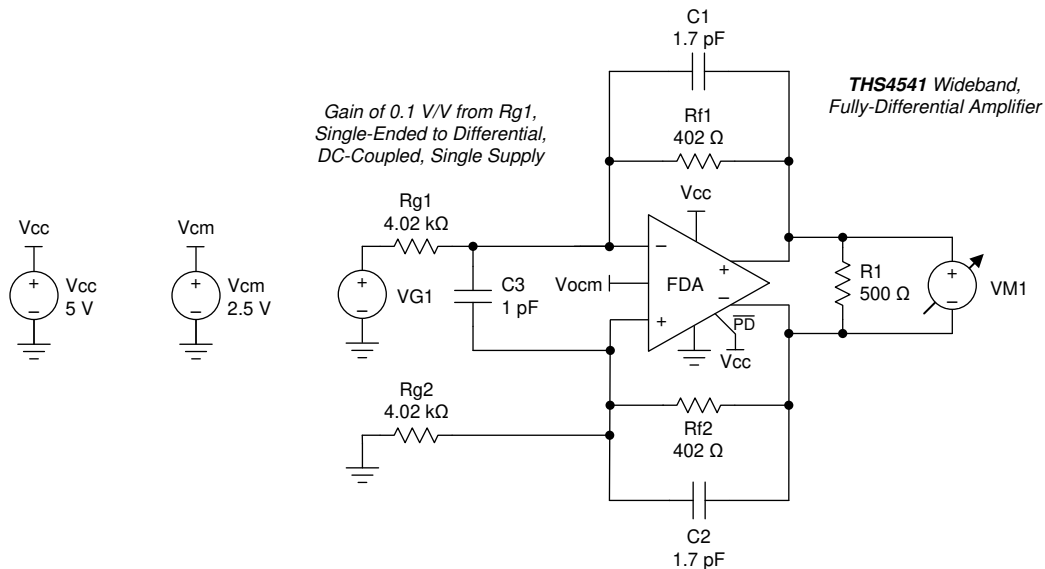 C1
1.7 pF
THS4541 Wideband,
Fully-Differential Amplifier
Gain of 0.1 V/V from Rg1,
Single-Ended to Differential,
DC-Coupled, Single Supply
Rf1
402 Ω
Vcc
Rg1
4.02 kΩ
Vcc
Vcm
Vcc
5 V
Vcm
2.5 V
VG1
C3
1 pF
Vocm
FDA
PD
Vcc
R1
500 Ω
VM1
Rg2
4.02 kΩ
Rf2
402 Ω
C2
1.7 pF